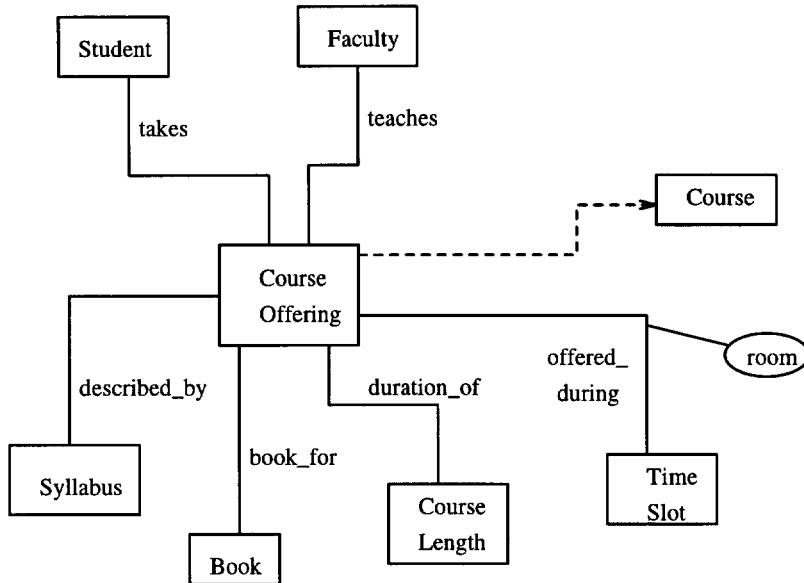 Student
Faculty
takes
teaches
Course
Course
Offering
offered_
during
room
described_by
duration_of
book_for
Syllabus
Course
Length
Time
Slot
Book